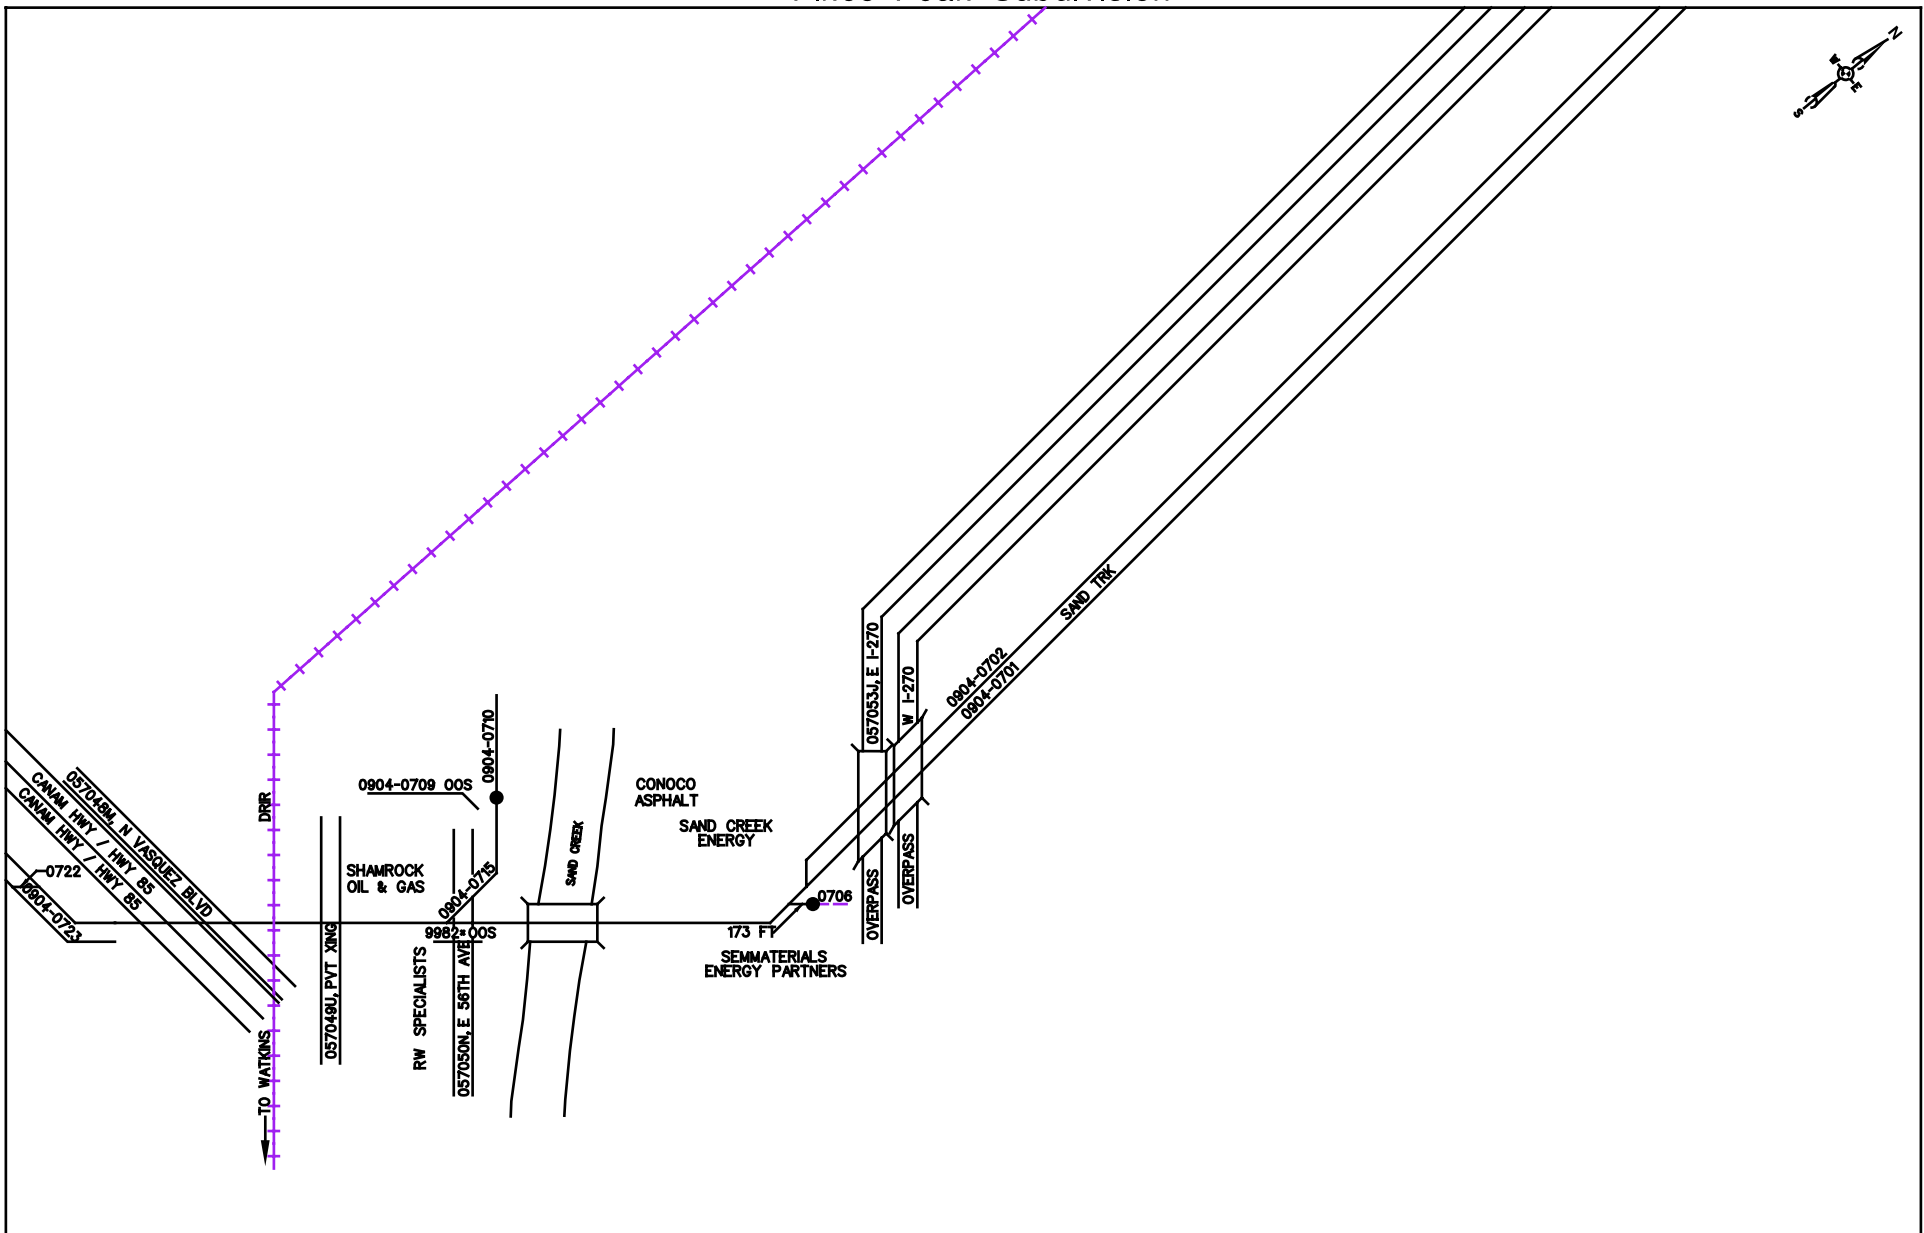 N
W
E
S
SAND TRK
0904-0702
0904-0701
057053J, E I-270
W I-270
OVERPASS
OVERPASS
0904-0710
0904-0709 OOS
CONOCO
ASPHALT
SAND CREEK
ENERGY
SAND CREEK
DRIR
057048M, N VASQUEZ BLVD
CANAM HWY / HWY 85
CANAM HWY / HWY 85
0722
0904-0723
SHAMROCK
OIL & GAS
0904-0715
0706
9982* OOS
173 FT
SEMMATERIALS
ENERGY PARTNERS
057049U, PVT XING
RW SPECIALISTS
057050N, E 56TH AVE
TO WATKINS